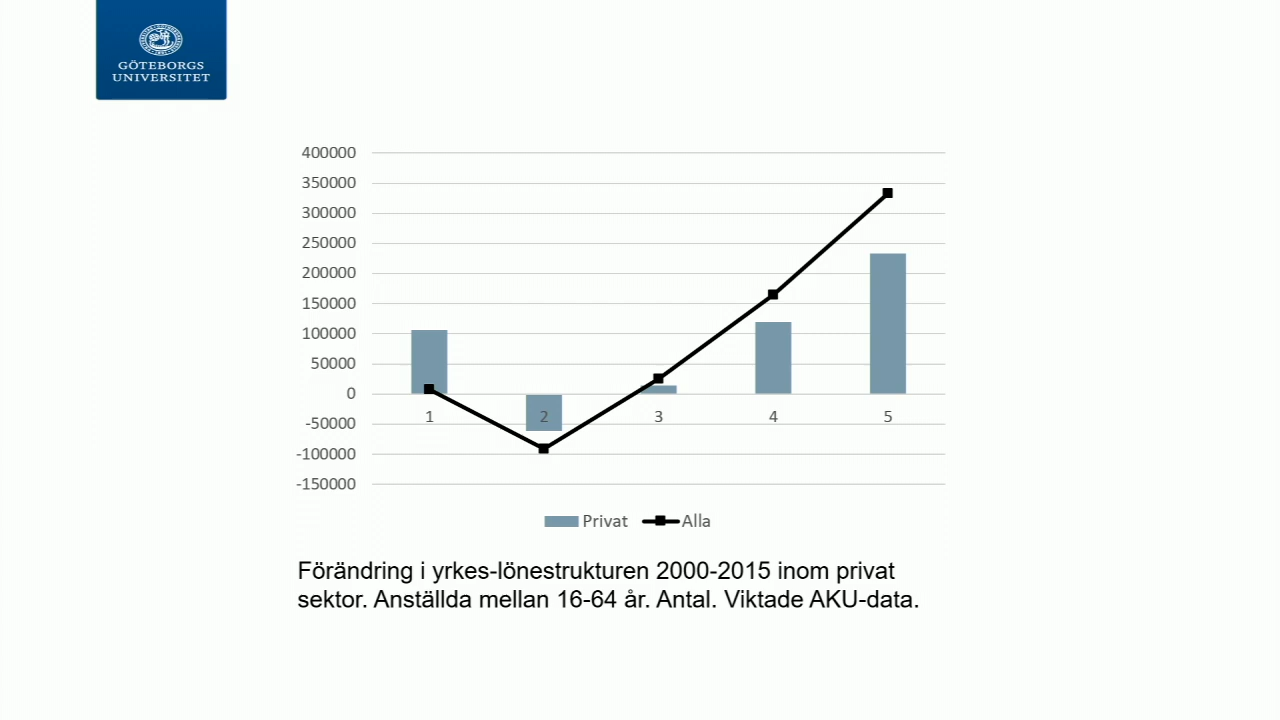 GÖTEBORGS
UNIVERSITET
400000
350000
300000
250000
200000
150000
100000
50000
0
-50000
-100000
-150000
1
2
3
4
5
Privat
Alla
Förändring i yrkes-lönestrukturen 2000-2015 inom privat
sektor. Anställda mellan 16-64 år. Antal. Viktade AKU-data.